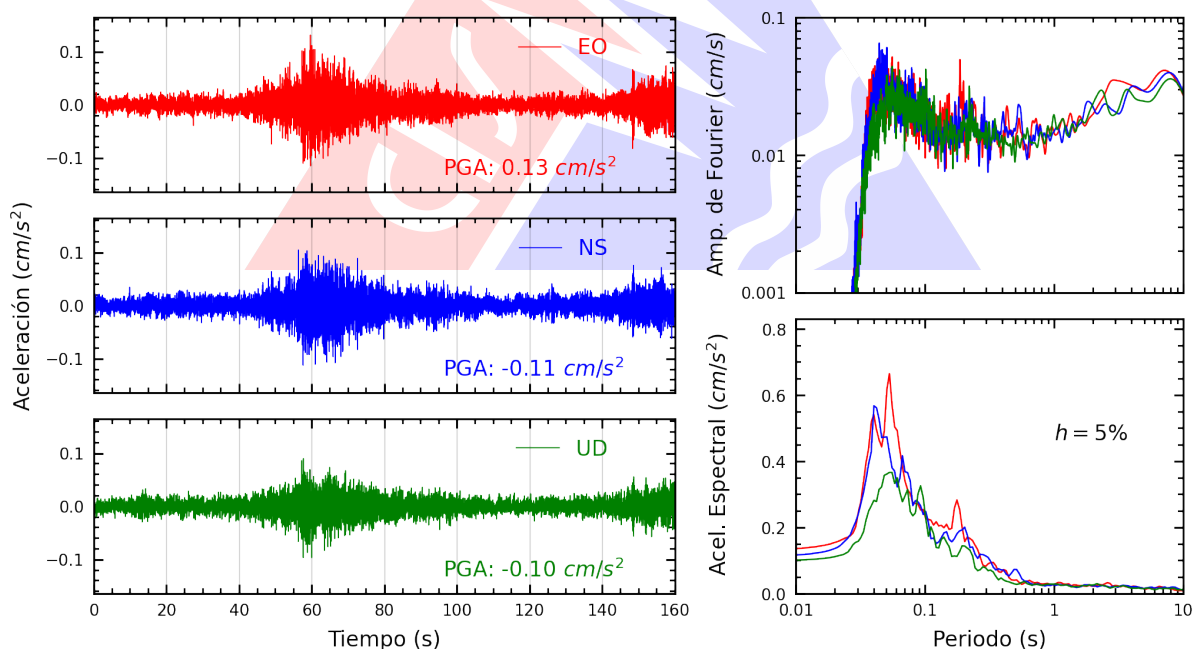 Aceleración (cm/s²)
0.1
0.0
−0.1
EO
PGA: 0.13 cm/s²
0.1
0.0
−0.1
NS
PGA: -0.11 cm/s²
0.1
0.0
−0.1
UD
PGA: -0.10 cm/s²
0 20 40 60 80 100 120 140 160
Tiempo (s)
Amp. de Fourier (cm/s)
0.1
0.01
0.001
Acel. Espectral (cm/s²)
0.8
0.6
0.4
0.2
0.0
h = 5%
0.01 0.1 1 10
Periodo (s)